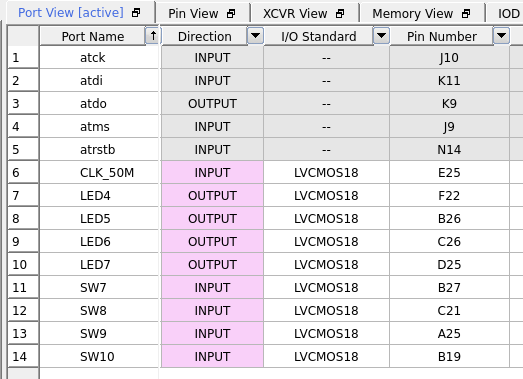 Port View [active] Pin View XCVR View Memory View IOD
Port Name Direction I/O Standard Pin Number
1 atck INPUT -- J10
2 atdi INPUT -- K11
3 atdo OUTPUT -- K9
4 atms INPUT -- J9
5 atrstb INPUT -- N14
6 CLK_50M INPUT LVCMOS18 E25
7 LED4 OUTPUT LVCMOS18 F22
8 LED5 OUTPUT LVCMOS18 B26
9 LED6 OUTPUT LVCMOS18 C26
10 LED7 OUTPUT LVCMOS18 D25
11 SW7 INPUT LVCMOS18 B27
12 SW8 INPUT LVCMOS18 C21
13 SW9 INPUT LVCMOS18 A25
14 SW10 INPUT LVCMOS18 B19